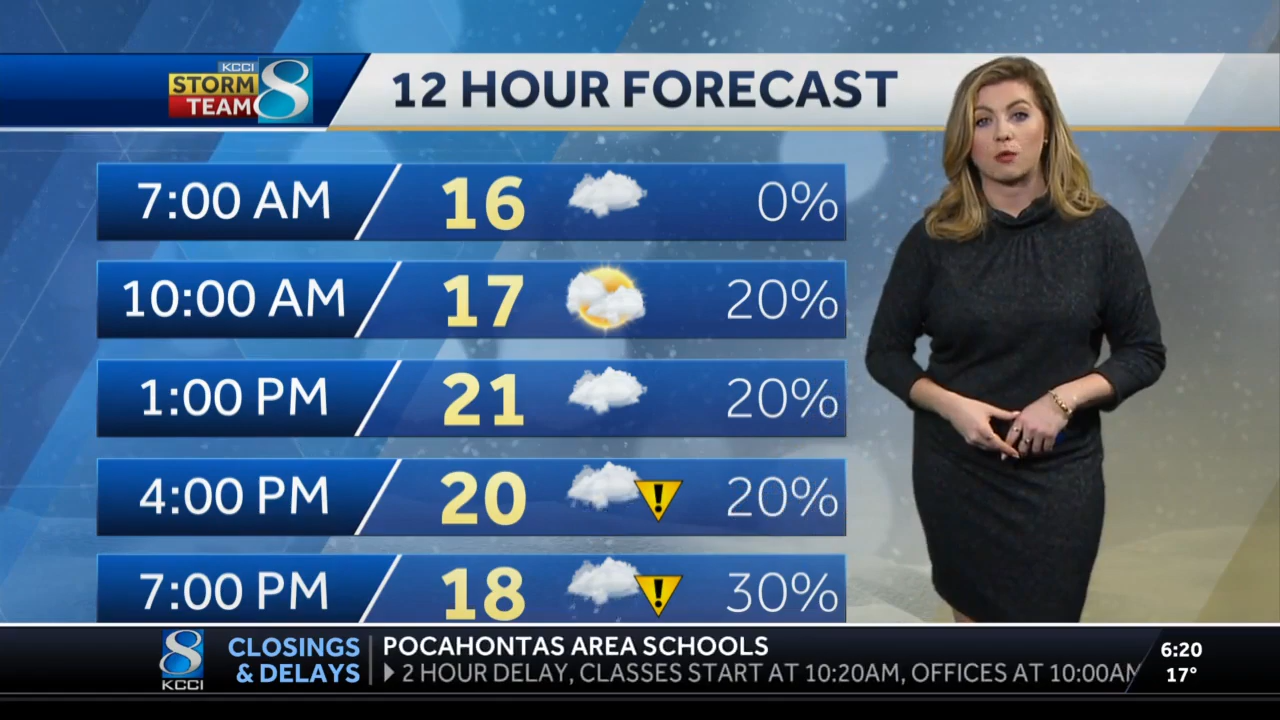 KCCI
STORM
TEAM 8
12 HOUR FORECAST
7:00 AM 16 0%
10:00 AM 17 20%
1:00 PM 21 20%
4:00 PM 20 ! 20%
7:00 PM 18 ! 30%
8
KCCI
CLOSINGS
& DELAYS
POCAHONTAS AREA SCHOOLS
2 HOUR DELAY, CLASSES START AT 10:20AM, OFFICES AT 10:00AM
6:20
17°